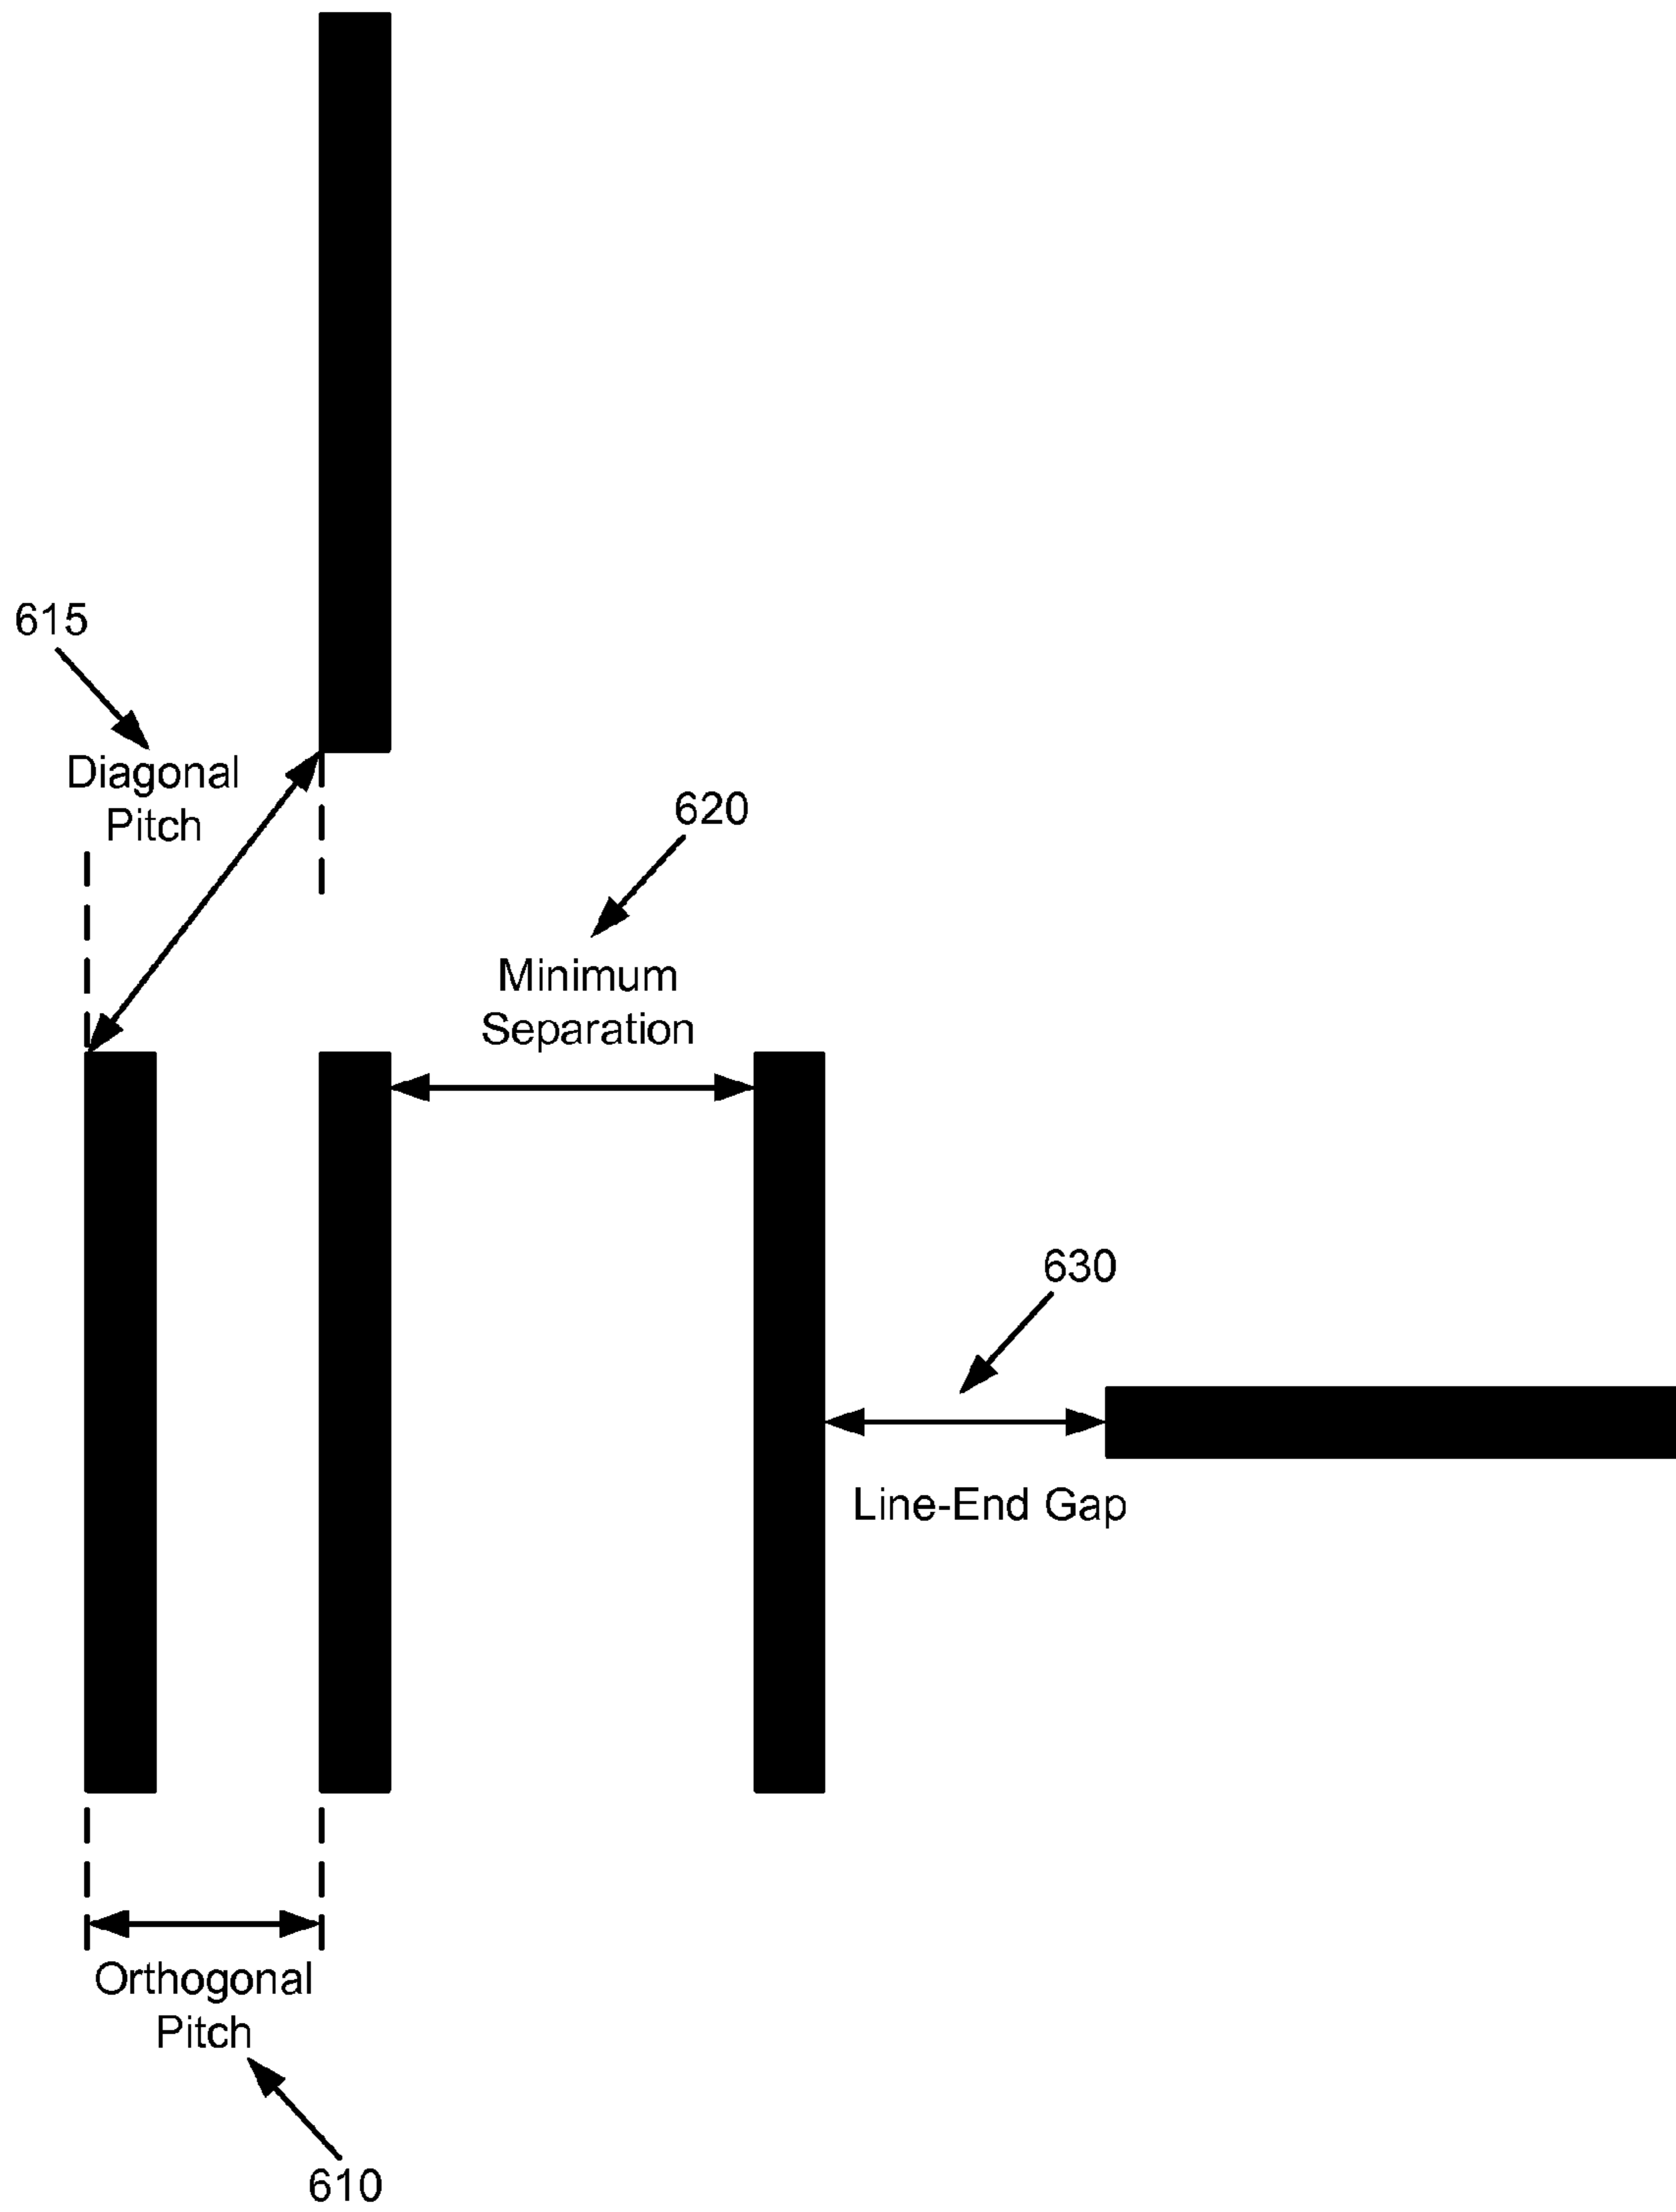 615
Diagonal
Pitch
620
Minimum
Separation
630
Line-End Gap
Orthogonal
Pitch
610